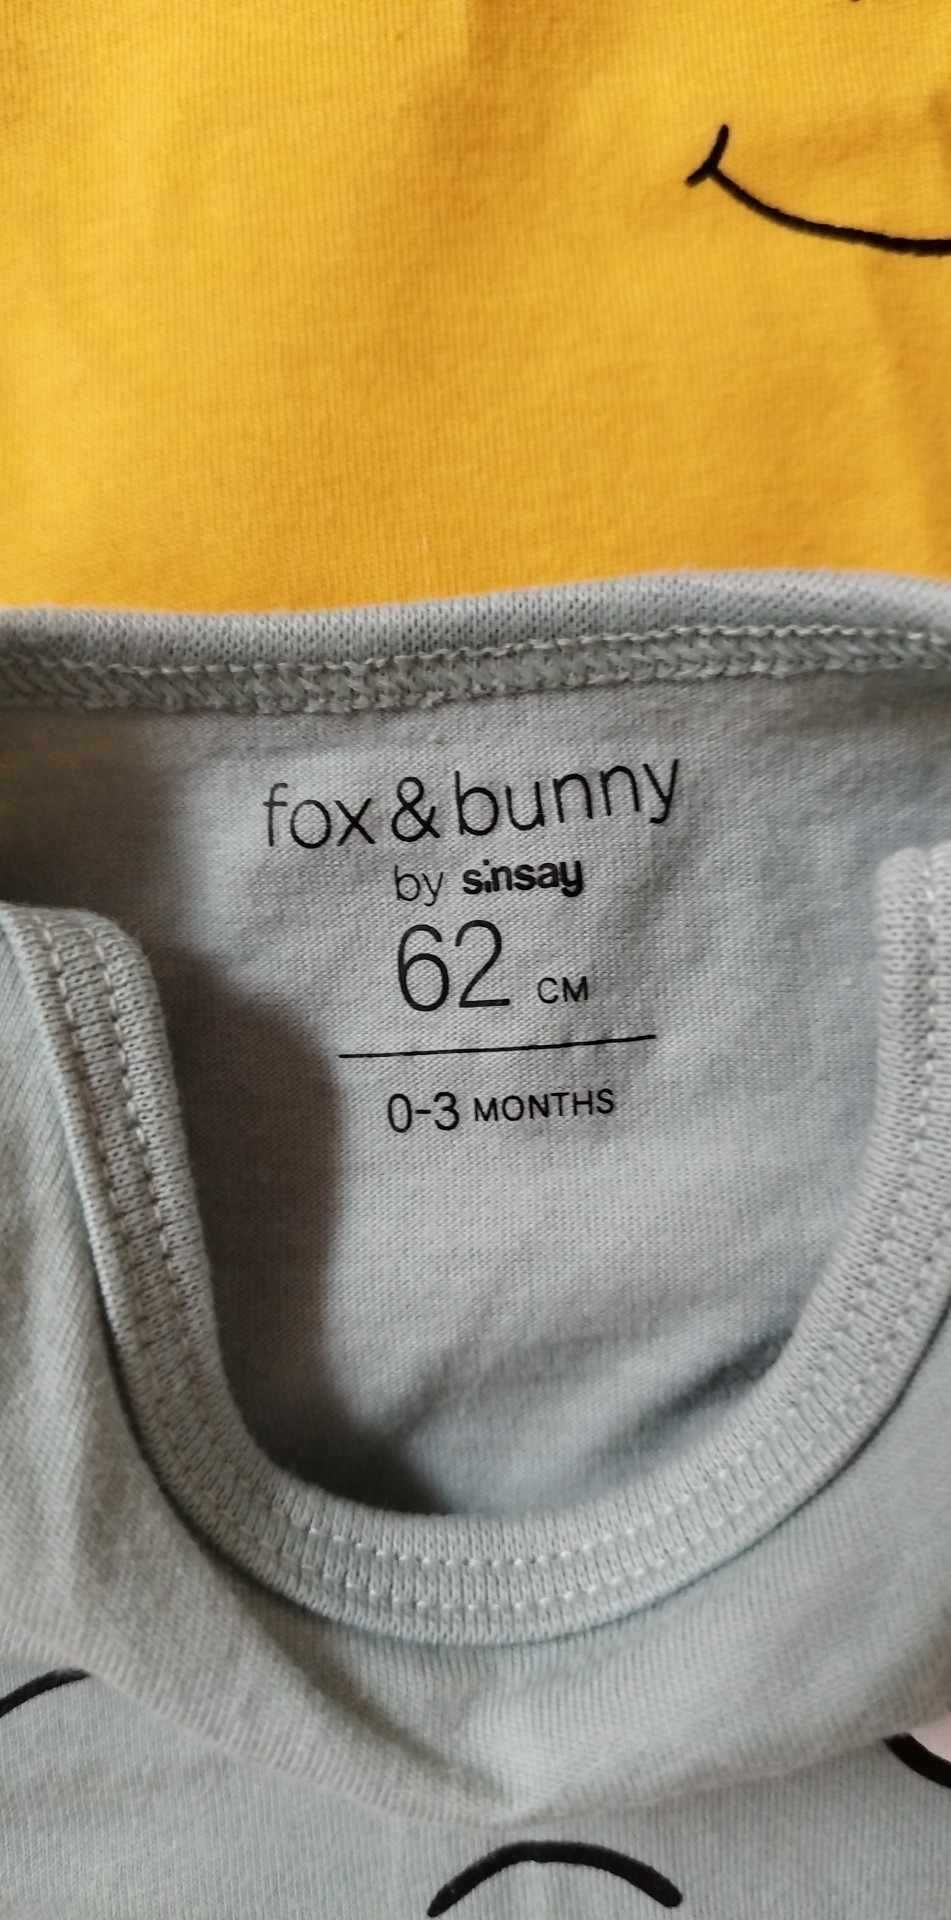 fox & bunny
by sinsay
62 CM
0-3 MONTHS